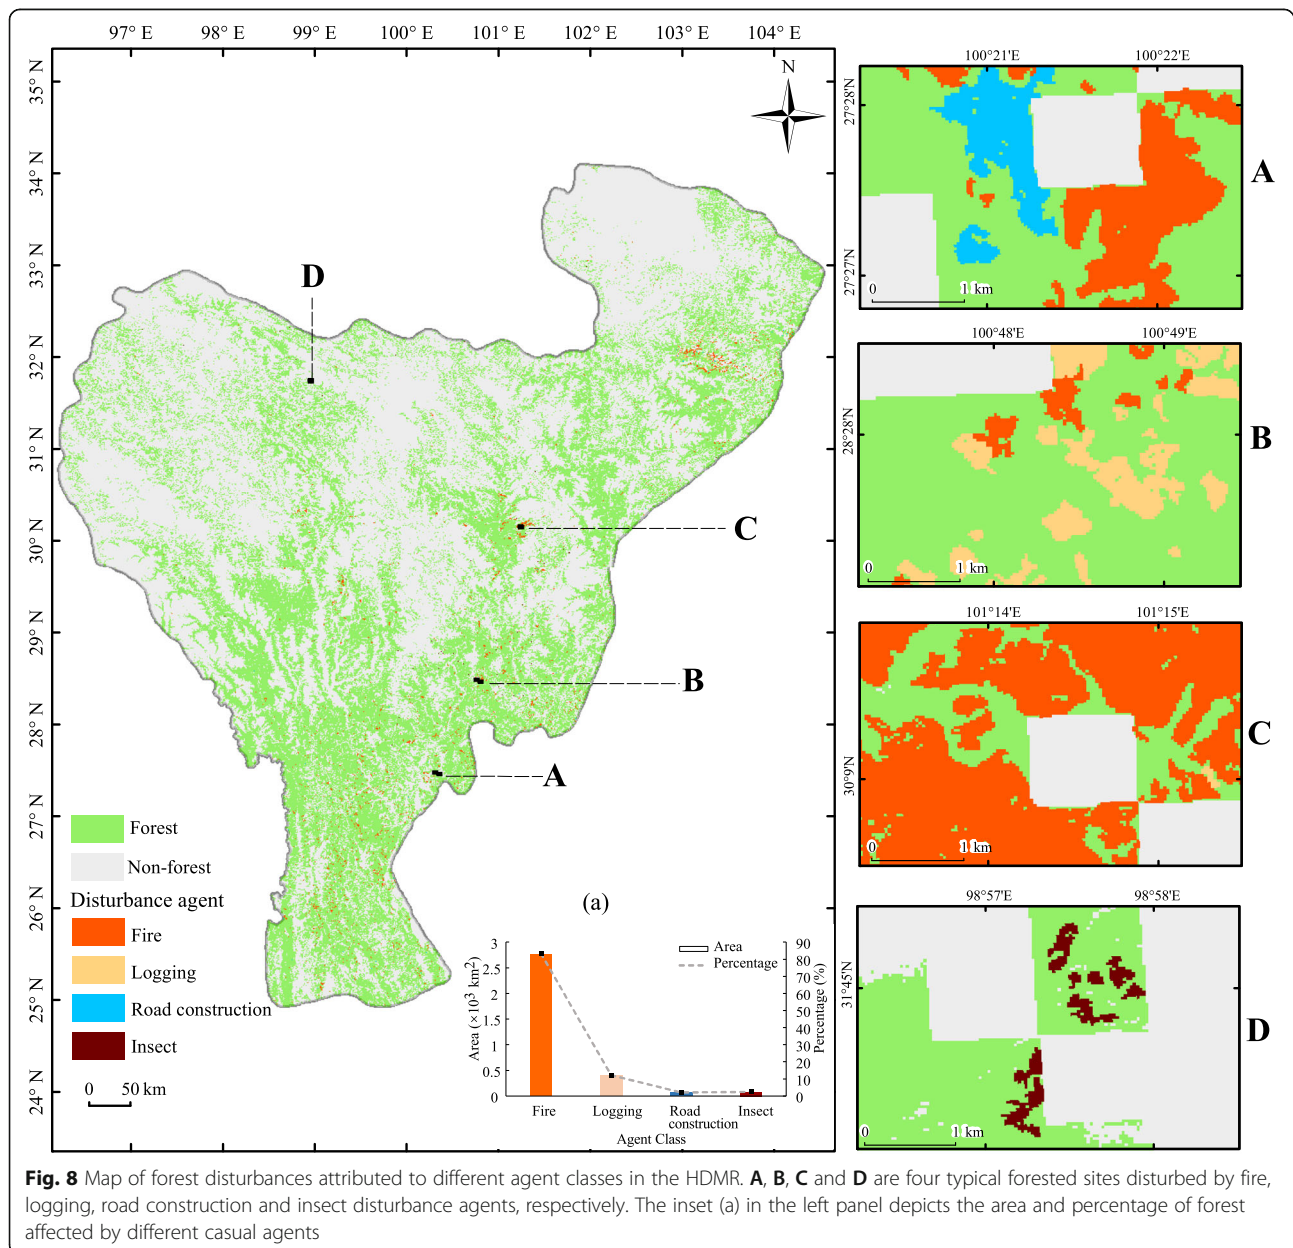 97° E 98° E 99° E 100° E 101° E 102° E 103° E 104° E
35° N
34° N
33° N
32° N
31° N
30° N
29° N
28° N
27° N
26° N
25° N
24° N
N
D
C
B
A
Forest
Non-forest
Disturbance agent
Fire
Logging
Road construction
Insect
0 50 km
(a)
Area
Percentage
Area (×10³ km²)
3
2.5
2
1.5
1
0.5
0
Percentage (%)
90
80
70
60
50
40
30
20
10
0
Fire Logging Road construction Insect
Agent Class
100°21'E 100°22'E
27°28'N
27°27'N
0 1 km
A
100°48'E 100°49'E
28°28'N
0 1 km
B
101°14'E 101°15'E
30°9'N
0 1 km
C
98°57'E 98°58'E
31°45'N
0 1 km
D
Fig. 8 Map of forest disturbances attributed to different agent classes in the HDMR. A, B, C and D are four typical forested sites disturbed by fire,
logging, road construction and insect disturbance agents, respectively. The inset (a) in the left panel depicts the area and percentage of forest
affected by different casual agents